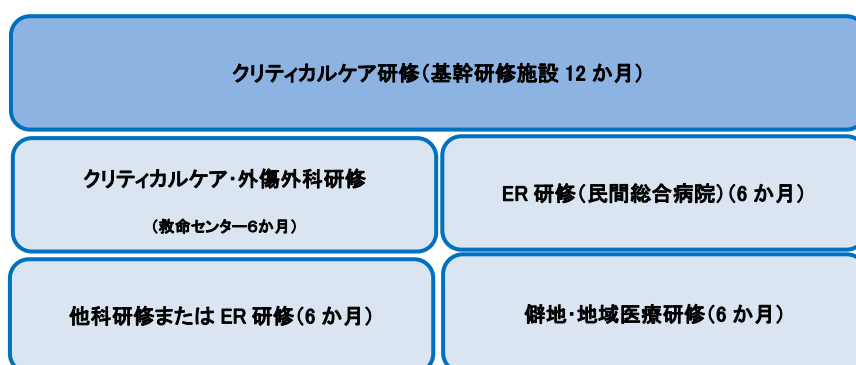 クリティカルケア研修（基幹研修施設 12 か月）
クリティカルケア・外傷外科研修
（救命センター６か月）
ER 研修（民間総合病院）（6 か月）
他科研修または ER 研修（6 か月）
僻地・地域医療研修（6 か月）